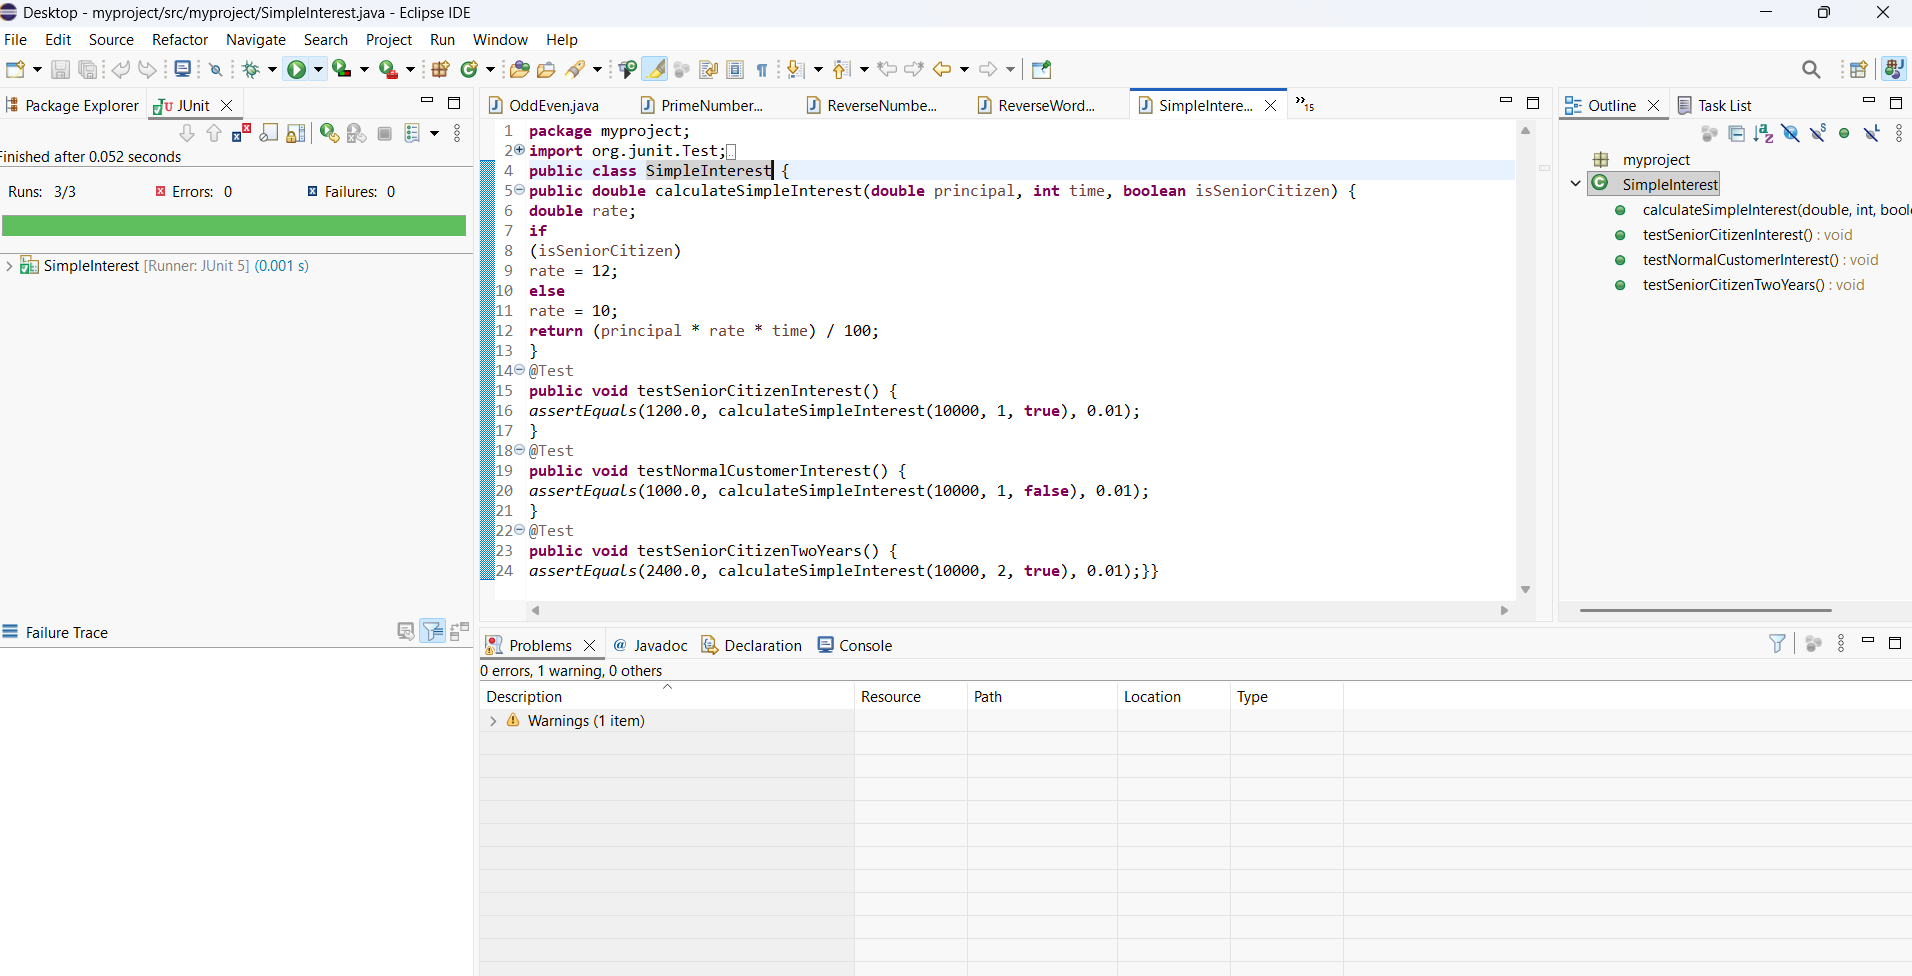 Desktop - myproject/src/myproject/SimpleInterest.java - Eclipse IDE
File Edit Source Refactor Navigate Search Project Run Window Help
Package Explorer JUnit
OddEven.java PrimeNumber... ReverseNumbe... ReverseWord... SimpleIntere... »15
Outline Task List
Finished after 0.052 seconds
Runs: 3/3 Errors: 0 Failures: 0
SimpleInterest [Runner: JUnit 5] (0.001 s)
Failure Trace
1 package myproject;
2 import org.junit.Test;
4 public class SimpleInterest {
5 public double calculateSimpleInterest(double principal, int time, boolean isSeniorCitizen) {
6 double rate;
7 if
8 (isSeniorCitizen)
9 rate = 12;
10 else
11 rate = 10;
12 return (principal * rate * time) / 100;
13 }
14 @Test
15 public void testSeniorCitizenInterest() {
16 assertEquals(1200.0, calculateSimpleInterest(10000, 1, true), 0.01);
17 }
18 @Test
19 public void testNormalCustomerInterest() {
20 assertEquals(1000.0, calculateSimpleInterest(10000, 1, false), 0.01);
21 }
22 @Test
23 public void testSeniorCitizenTwoYears() {
24 assertEquals(2400.0, calculateSimpleInterest(10000, 2, true), 0.01);}}
myproject
SimpleInterest
calculateSimpleInterest(double, int, bool
testSeniorCitizenInterest() : void
testNormalCustomerInterest() : void
testSeniorCitizenTwoYears() : void
Problems @ Javadoc Declaration Console
0 errors, 1 warning, 0 others
Description Resource Path Location Type
Warnings (1 item)